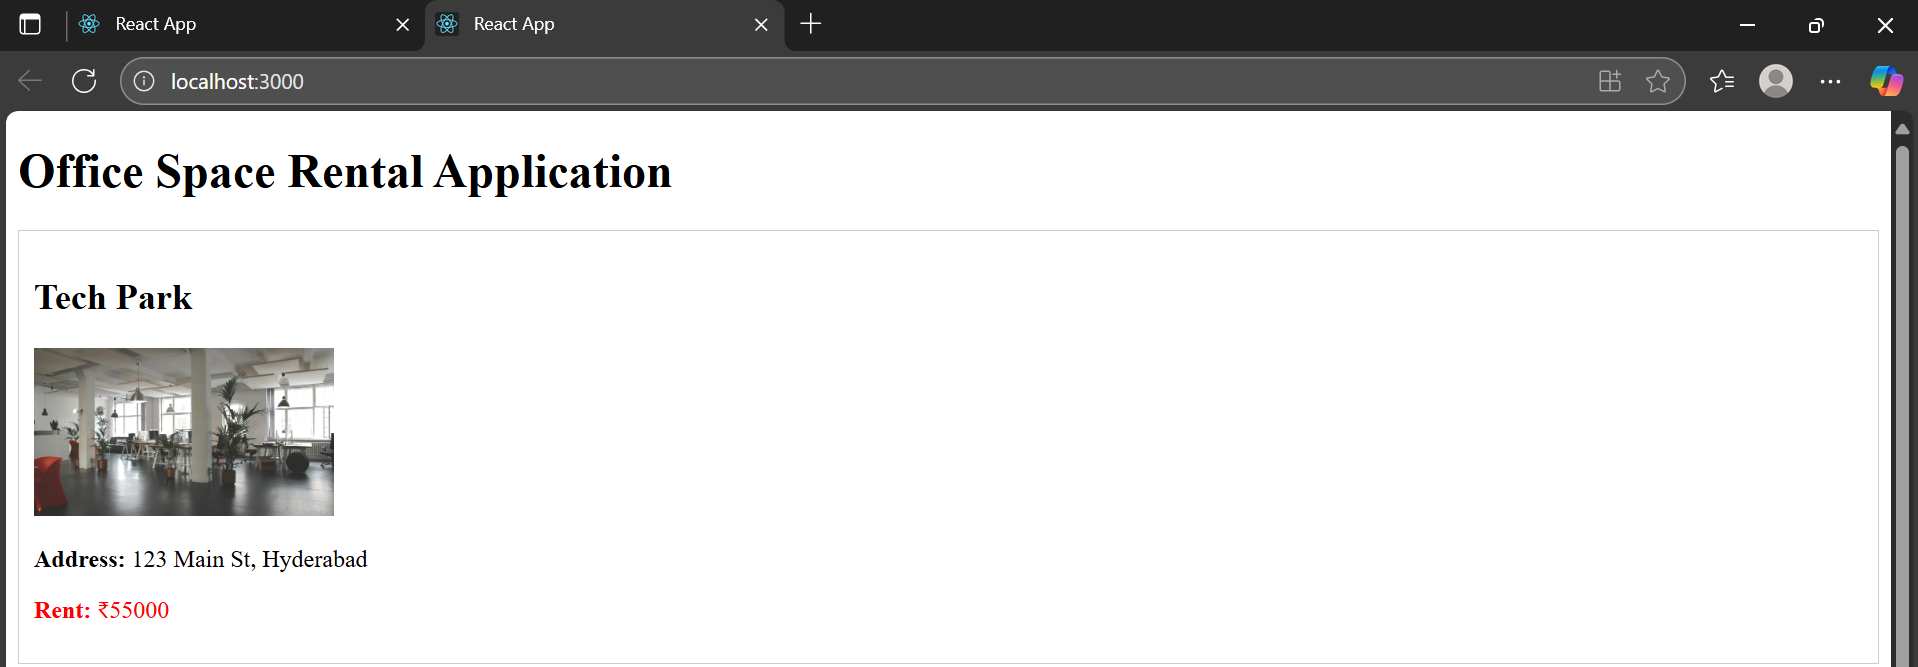 React App
React App
localhost:3000
Office Space Rental Application
Tech Park
Address: 123 Main St, Hyderabad
Rent: ₹55000